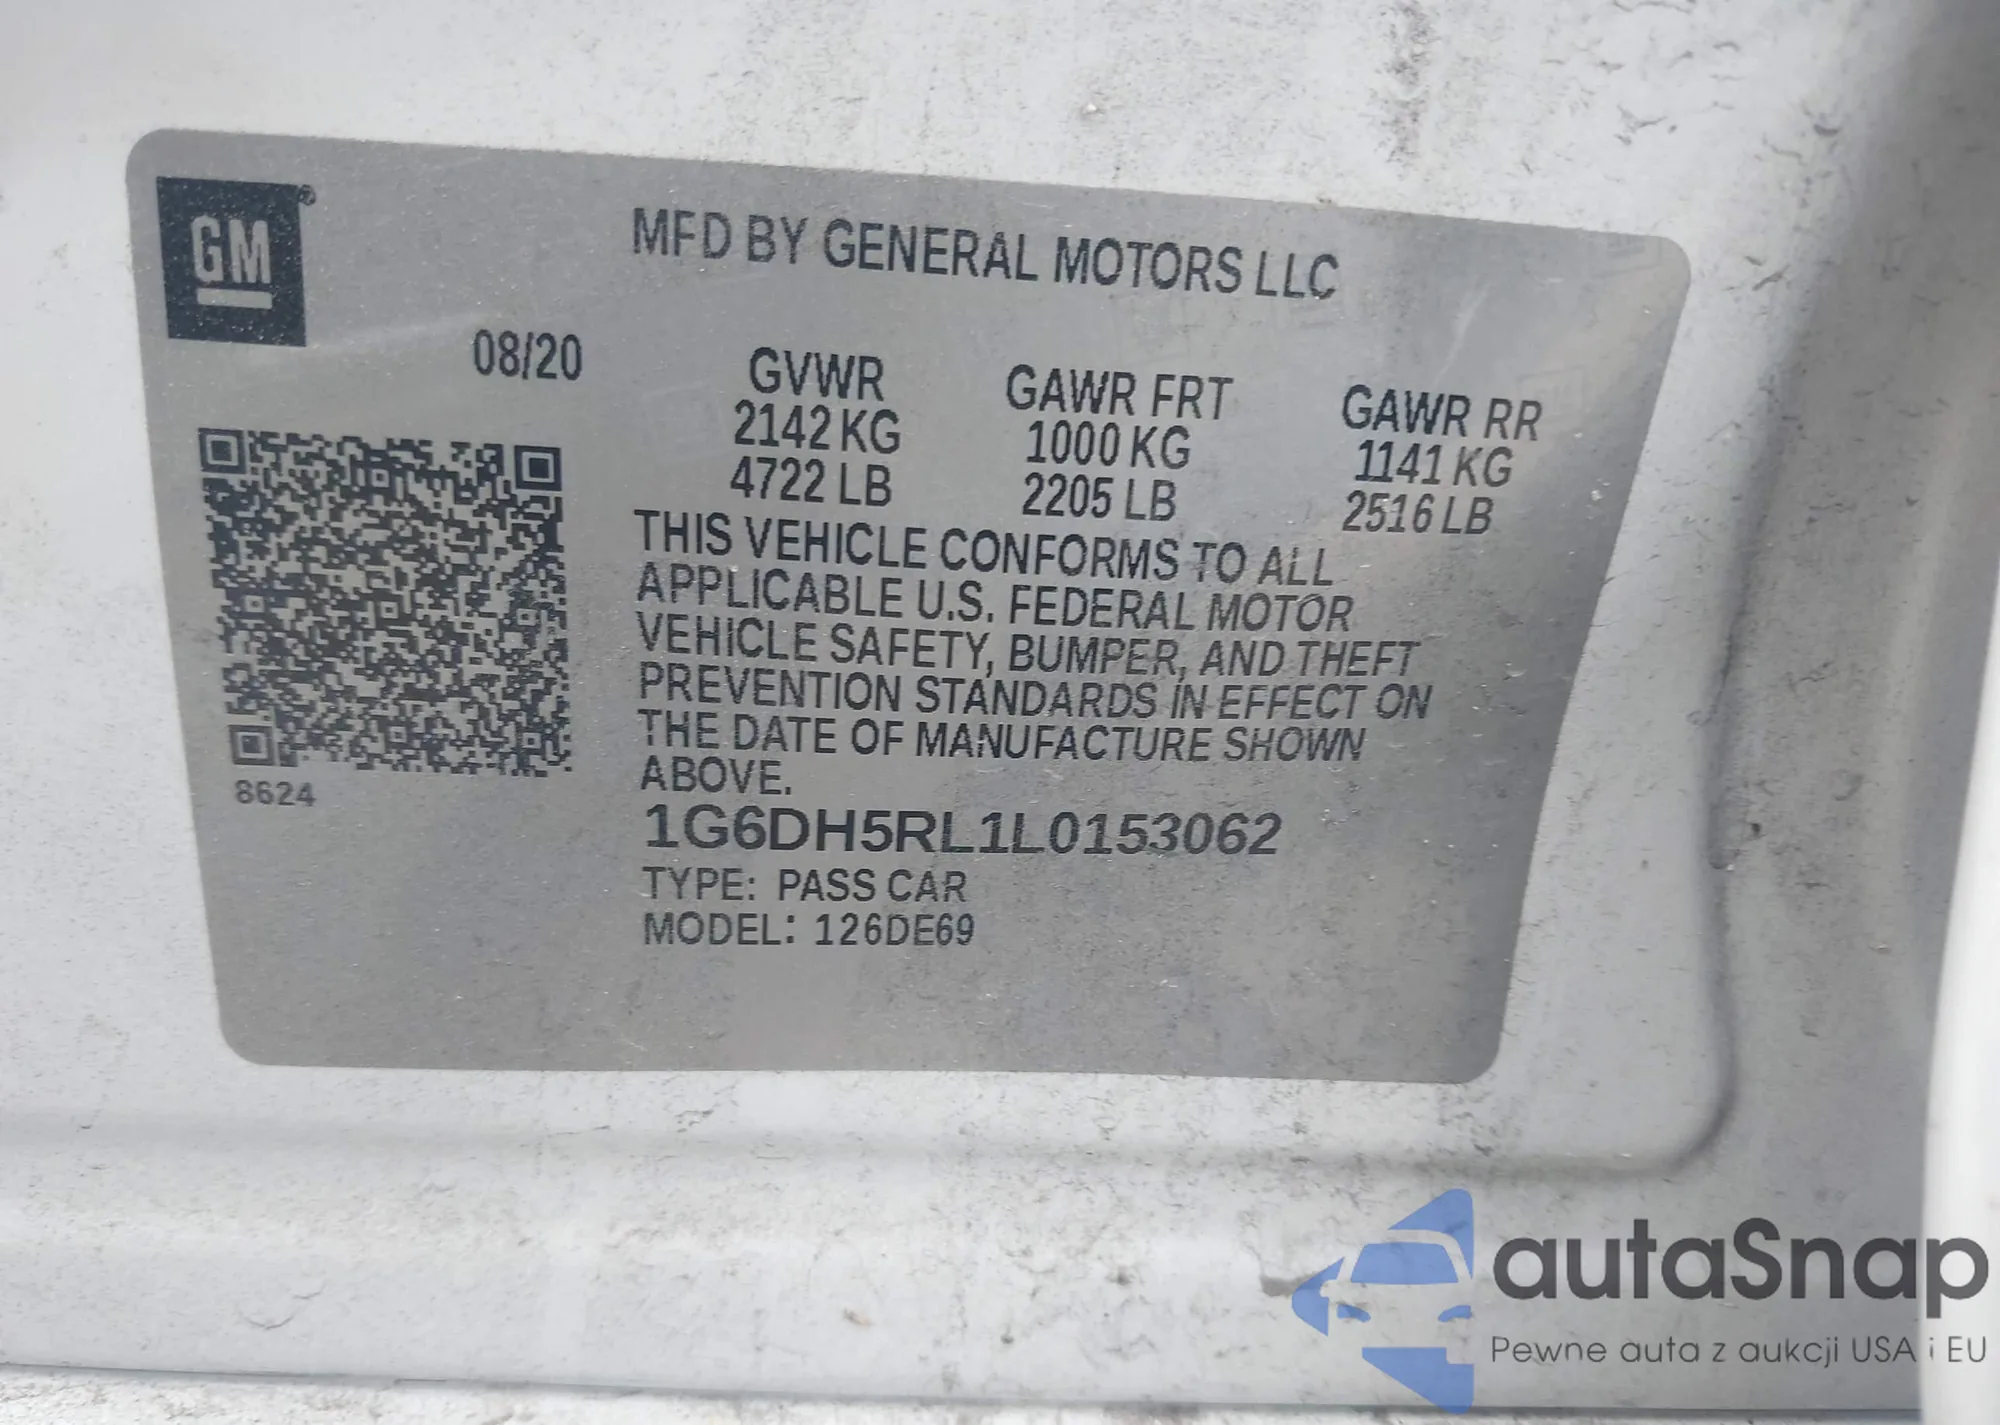 GM
MFD BY GENERAL MOTORS LLC
08/20
GVWR
2142 KG
4722 LB
GAWR FRT
1000 KG
2205 LB
GAWR RR
1141 KG
2516 LB
THIS VEHICLE CONFORMS TO ALL
APPLICABLE U.S. FEDERAL MOTOR
VEHICLE SAFETY, BUMPER, AND THEFT
PREVENTION STANDARDS IN EFFECT ON
THE DATE OF MANUFACTURE SHOWN
ABOVE.
8624
1G6DH5RL1L0153062
TYPE: PASS CAR
MODEL: 126DE69
autaSnap
Pewne auta z aukcji USA i EU